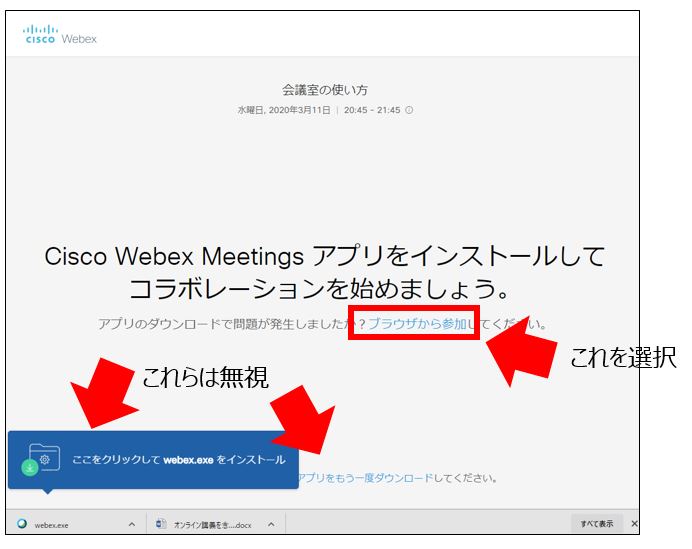 CISCO Webex
会議室の使い方
水曜日, 2020年3月11日 | 20:45 - 21:45
Cisco Webex Meetings アプリをインストールして
コラボレーションを始めましょう。
アプリのダウンロードで問題が発生しましたか？ブラウザから参加してください。
これを選択
これらは無視
ここをクリックして webex.exe をインストール
アプリをもう一度ダウンロードしてください。
webex.exe
オンライン講義をき....docx
すべて表示